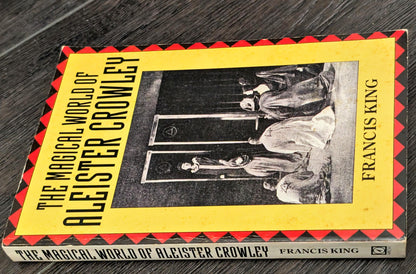 THE MAGICAL WORLD OF
ALEISTER CROWLEY
FRANCIS KING
THE MAGICAL WORLD OF ALEISTER CROWLEY FRANCIS KING